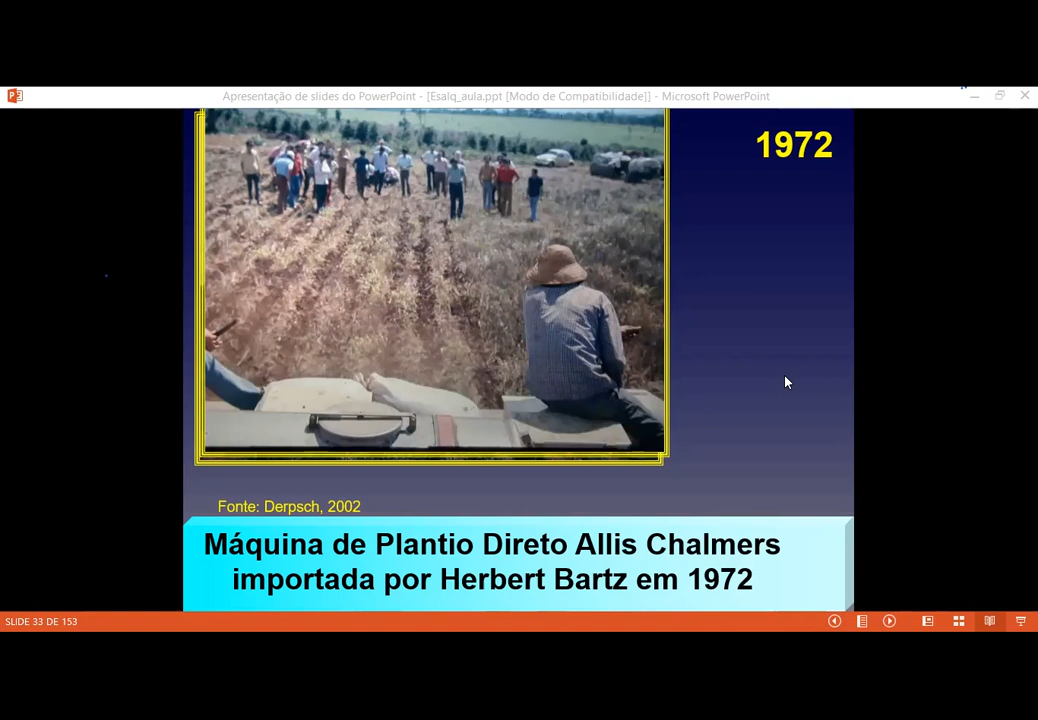 Apresentação de slides do PowerPoint - [Esalq_aula.ppt [Modo de Compatibilidade]] - Microsoft PowerPoint
1972
Fonte: Derpsch, 2002
Máquina de Plantio Direto Allis Chalmers
importada por Herbert Bartz em 1972
SLIDE 33 DE 153